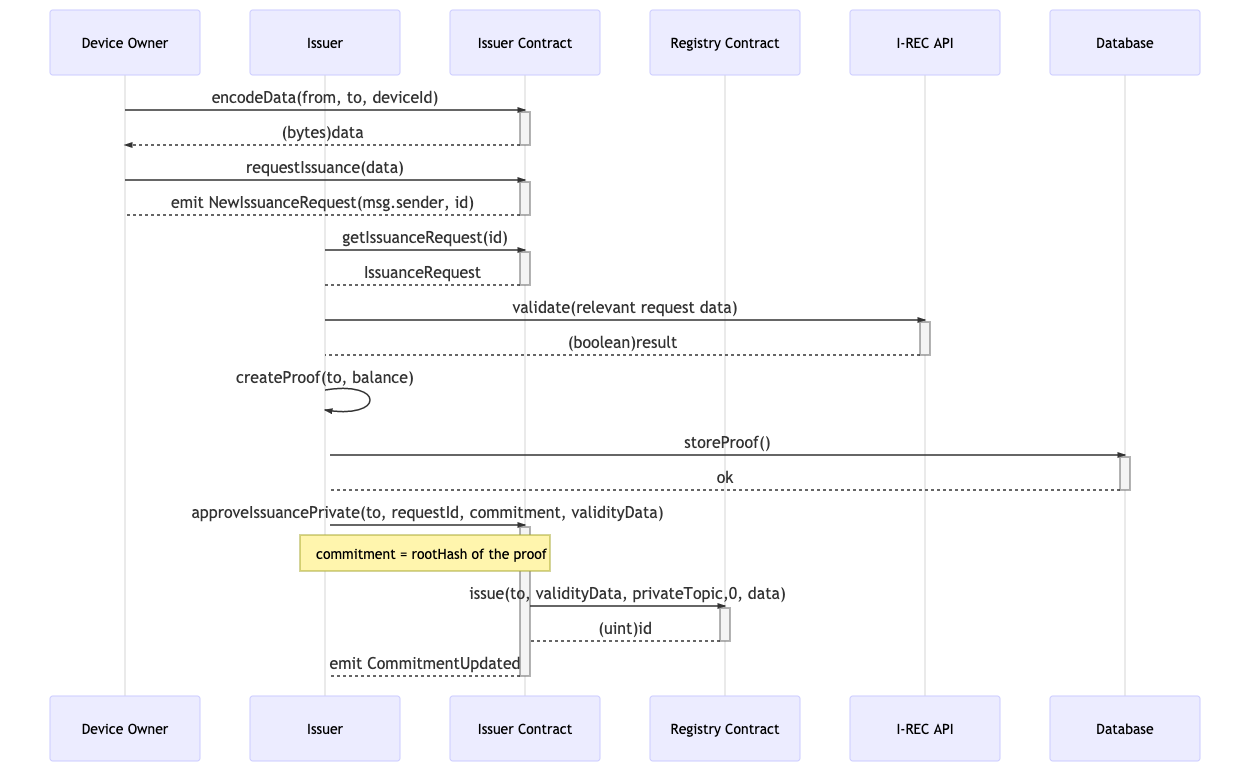 Device Owner
Issuer
Issuer Contract
Registry Contract
I-REC API
Database
encodeData(from, to, deviceId)
(bytes)data
requestIssuance(data)
emit NewIssuanceRequest(msg.sender, id)
getIssuanceRequest(id)
IssuanceRequest
validate(relevant request data)
(boolean)result
createProof(to, balance)
storeProof()
ok
approveIssuancePrivate(to, requestId, commitment, validityData)
commitment = rootHash of the proof
issue(to, validityData, privateTopic,0, data)
(uint)id
emit CommitmentUpdated
Device Owner
Issuer
Issuer Contract
Registry Contract
I-REC API
Database